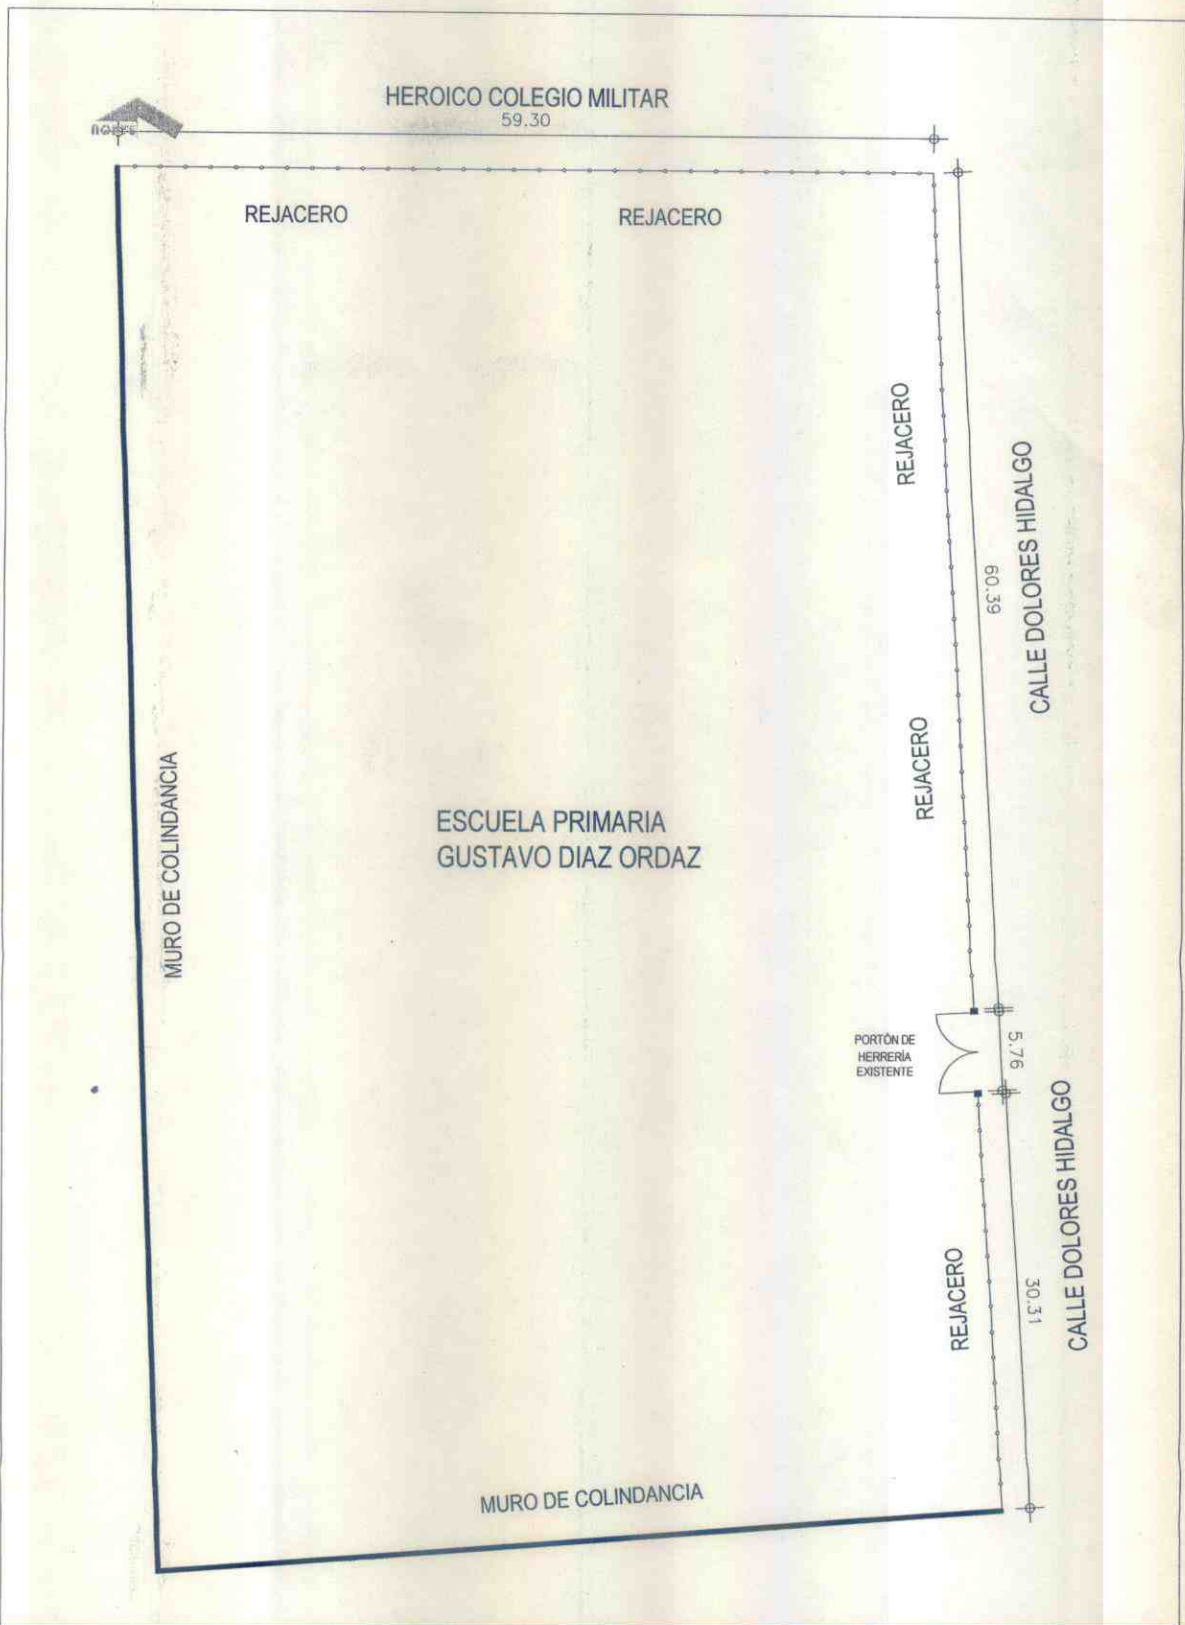 HEROICO COLEGIO MILITAR
59.30
NORTE
REJACERO
REJACERO
REJACERO
60.39
CALLE DOLORES HIDALGO
REJACERO
MURO DE COLINDANCIA
ESCUELA PRIMARIA
GUSTAVO DIAZ ORDAZ
PORTÓN DE
HERRERÍA
EXISTENTE
5.76
CALLE DOLORES HIDALGO
REJACERO
30.31
MURO DE COLINDANCIA